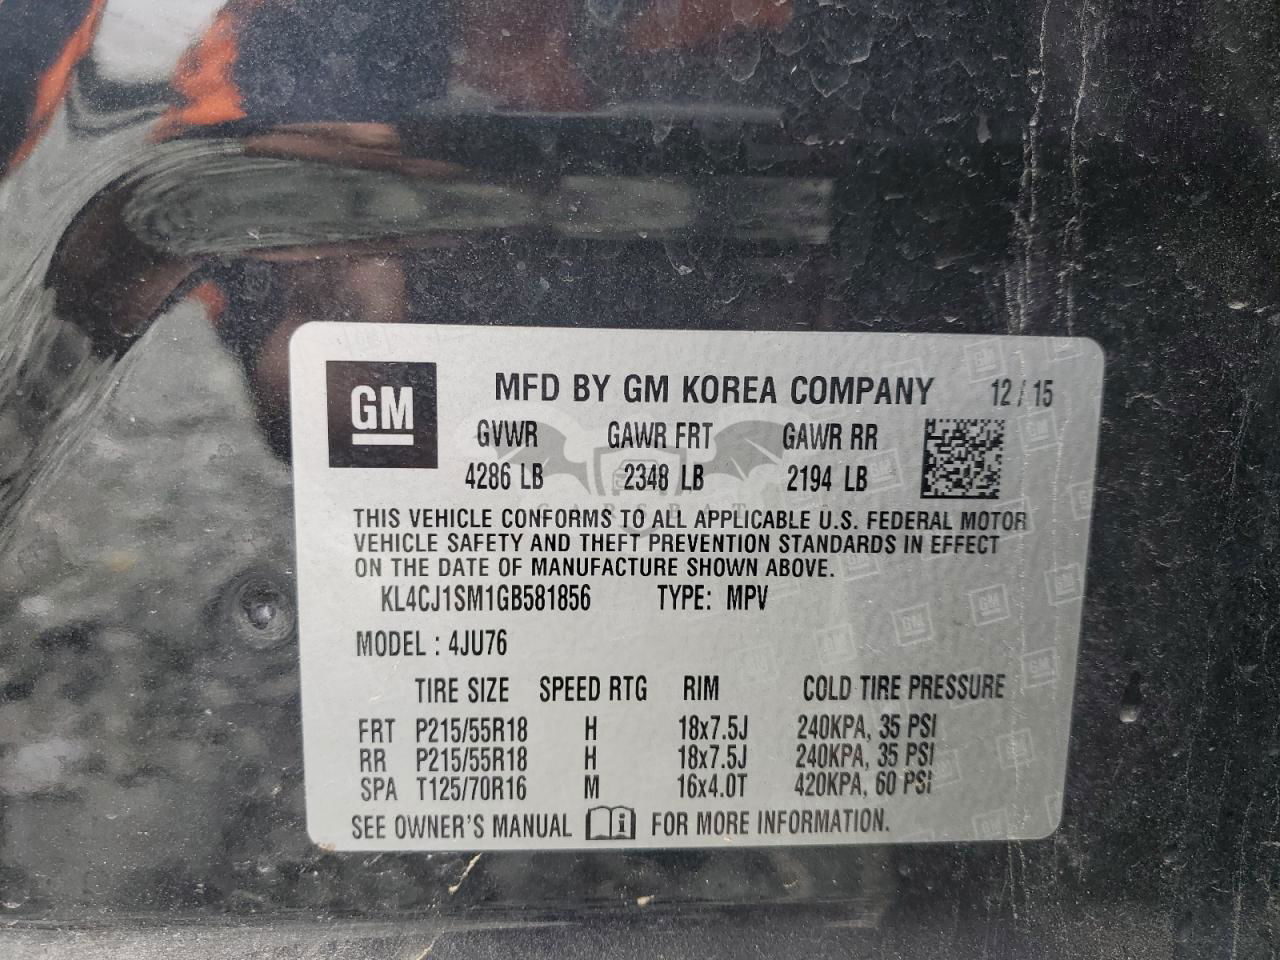 GM
MFD BY GM KOREA COMPANY 12/15
GVWR GAWR FRT GAWR RR
4286 LB 2348 LB 2194 LB
THIS VEHICLE CONFORMS TO ALL APPLICABLE U.S. FEDERAL MOTOR
VEHICLE SAFETY AND THEFT PREVENTION STANDARDS IN EFFECT
ON THE DATE OF MANUFACTURE SHOWN ABOVE.
KL4CJ1SM1GB581856 TYPE: MPV
MODEL : 4JU76
TIRE SIZE SPEED RTG RIM COLD TIRE PRESSURE
FRT P215/55R18 H 18x7.5J 240KPA, 35 PSI
RR P215/55R18 H 18x7.5J 240KPA, 35 PSI
SPA T125/70R16 M 16x4.0T 420KPA, 60 PSI
SEE OWNER'S MANUAL i FOR MORE INFORMATION.